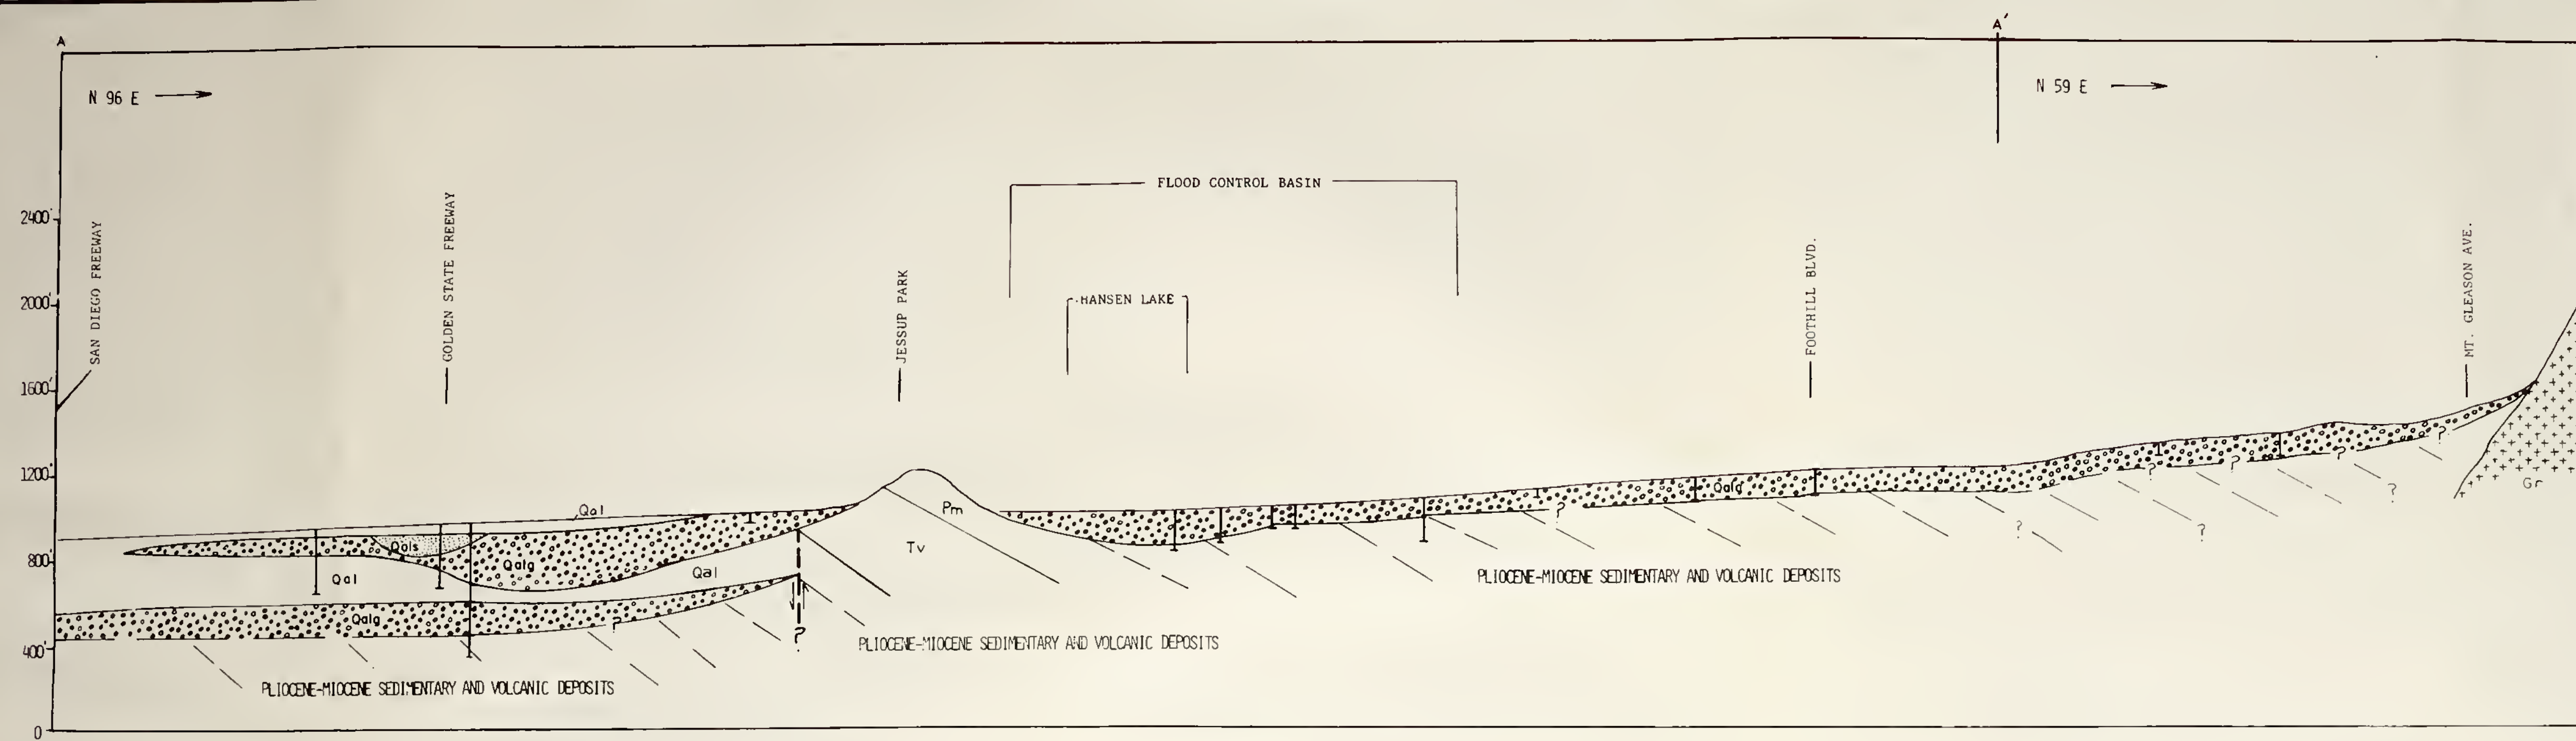 A
A'
N 96 E
N 59 E
FLOOD CONTROL BASIN
HANSEN LAKE
2400'
2000'
1600'
1200'
800'
400'
0
SAN DIEGO FREEWAY
GOLDEN STATE FREEWAY
JESSUP PARK
FOOTHILL BLVD.
MT. GLEASON AVE.
Qal
Qals
Qalg
Qal
Qal
Qalg
Pm
Tv
Qalg
Gr
?
?
?
?
?
?
?
?
?
?
?
PLIOCENE-MIOCENE SEDIMENTARY AND VOLCANIC DEPOSITS
PLIOCENE-MIOCENE SEDIMENTARY AND VOLCANIC DEPOSITS
PLIOCENE-MIOCENE SEDIMENTARY AND VOLCANIC DEPOSITS